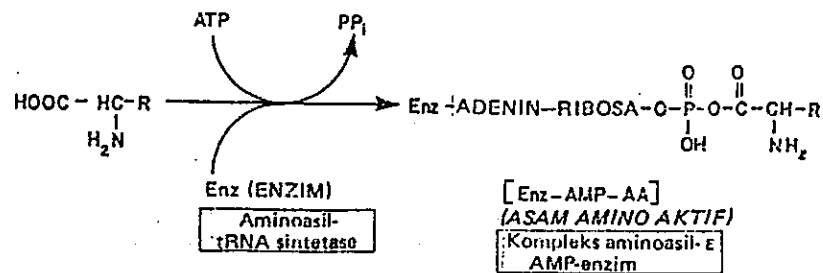 ATP PPi
O O
HOOC – HC – R Enz-ADENIN–RIBOSA–O–P–O–C–CH–R
H2N OH NH2
Enz (ENZIM)
Aminoasil-
tRNA sintetase
[Enz–AMP–AA]
(ASAM AMINO AKTIF)
Kompleks aminoasil- ε
AMP-enzim